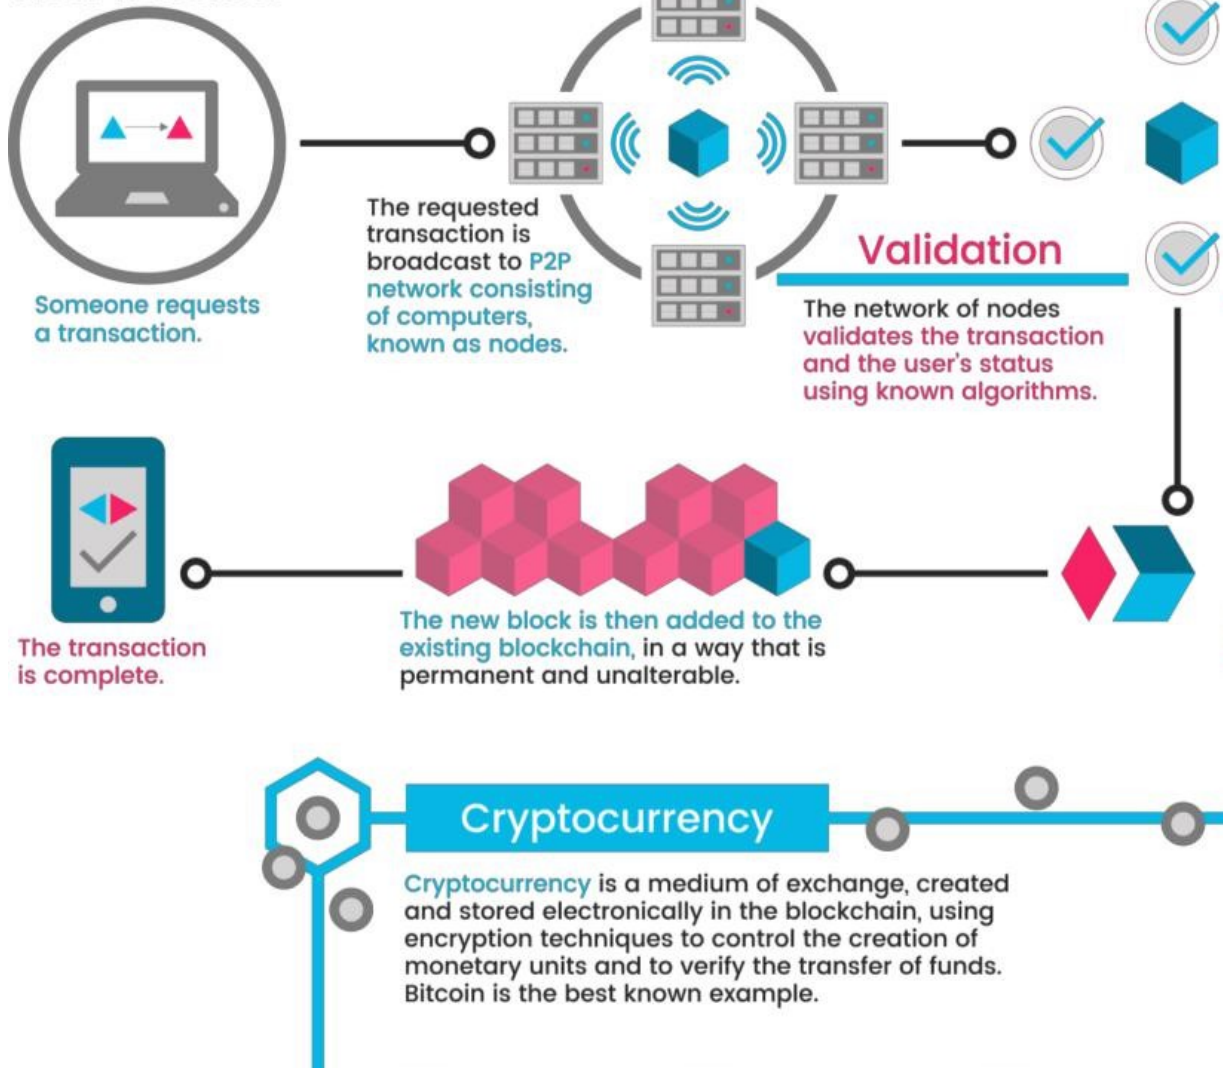 Someone requests
a transaction.
The requested
transaction is
broadcast to P2P
network consisting
of computers,
known as nodes.
Validation
The network of nodes
validates the transaction
and the user's status
using known algorithms.
The transaction
is complete.
The new block is then added to the
existing blockchain, in a way that is
permanent and unalterable.
Cryptocurrency
Cryptocurrency is a medium of exchange, created
and stored electronically in the blockchain, using
encryption techniques to control the creation of
monetary units and to verify the transfer of funds.
Bitcoin is the best known example.